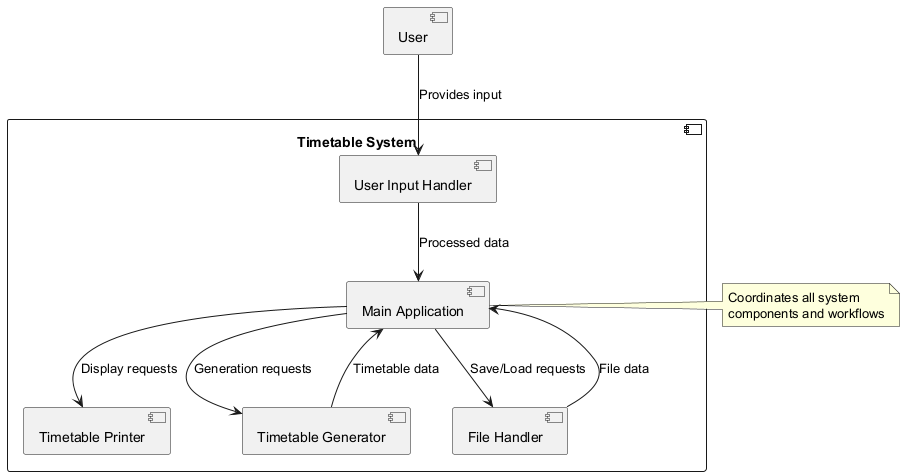 User
Provides input
Timetable System
User Input Handler
Processed data
Main Application
Coordinates all system
components and workflows
Display requests
Generation requests
Timetable data
Save/Load requests
File data
Timetable Printer
Timetable Generator
File Handler